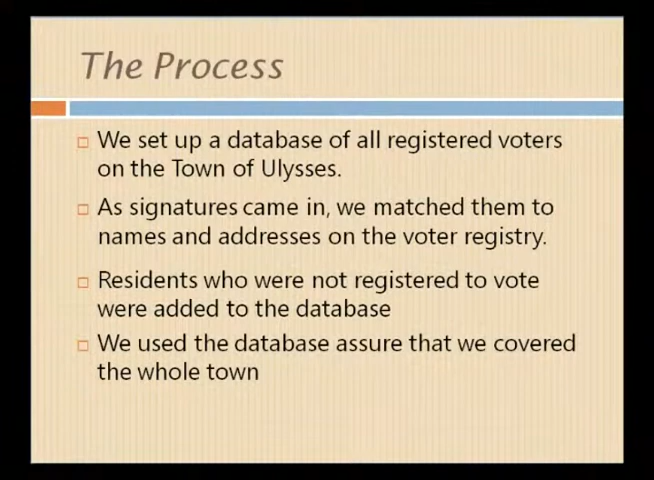 The Process
We set up a database of all registered voters
on the Town of Ulysses.
As signatures came in, we matched them to
names and addresses on the voter registry.
Residents who were not registered to vote
were added to the database
We used the database assure that we covered
the whole town